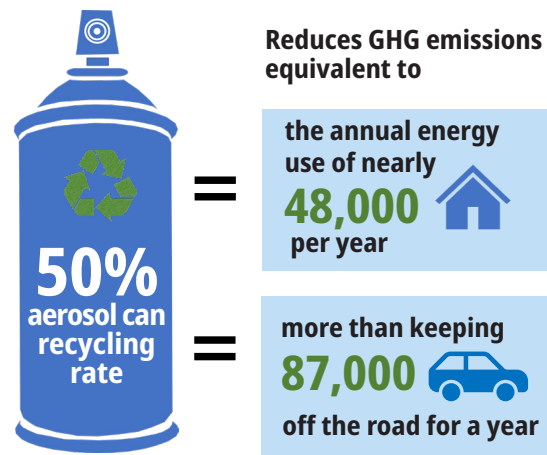 Reduces GHG emissions
equivalent to
50%
aerosol can
recycling
rate
=
the annual energy
use of nearly
48,000
per year
=
more than keeping
87,000
off the road for a year